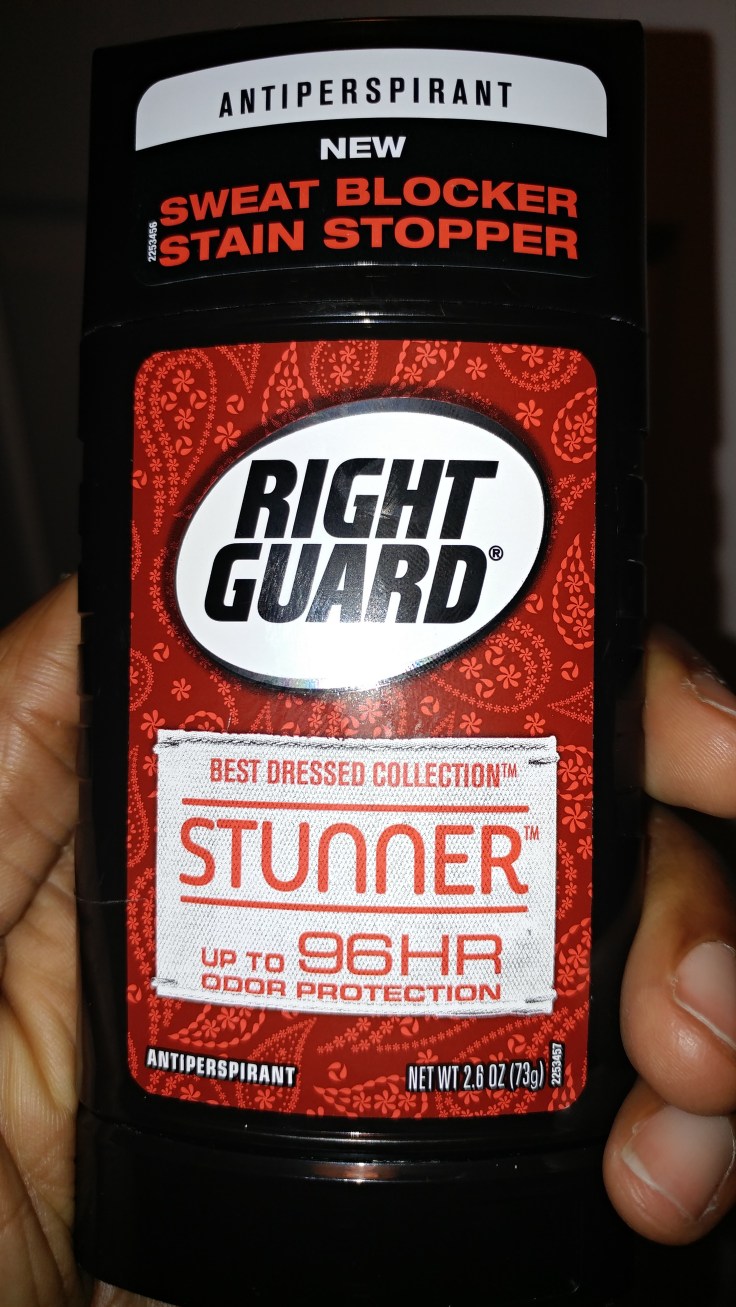 ANTIPERSPIRANT
NEW
SWEAT BLOCKER
STAIN STOPPER
2253456
RIGHT
GUARD®
BEST DRESSED COLLECTION™
STUNNER™
UP TO 96HR
ODOR PROTECTION
ANTIPERSPIRANT
NET WT 2.6 OZ (73g)
2253457